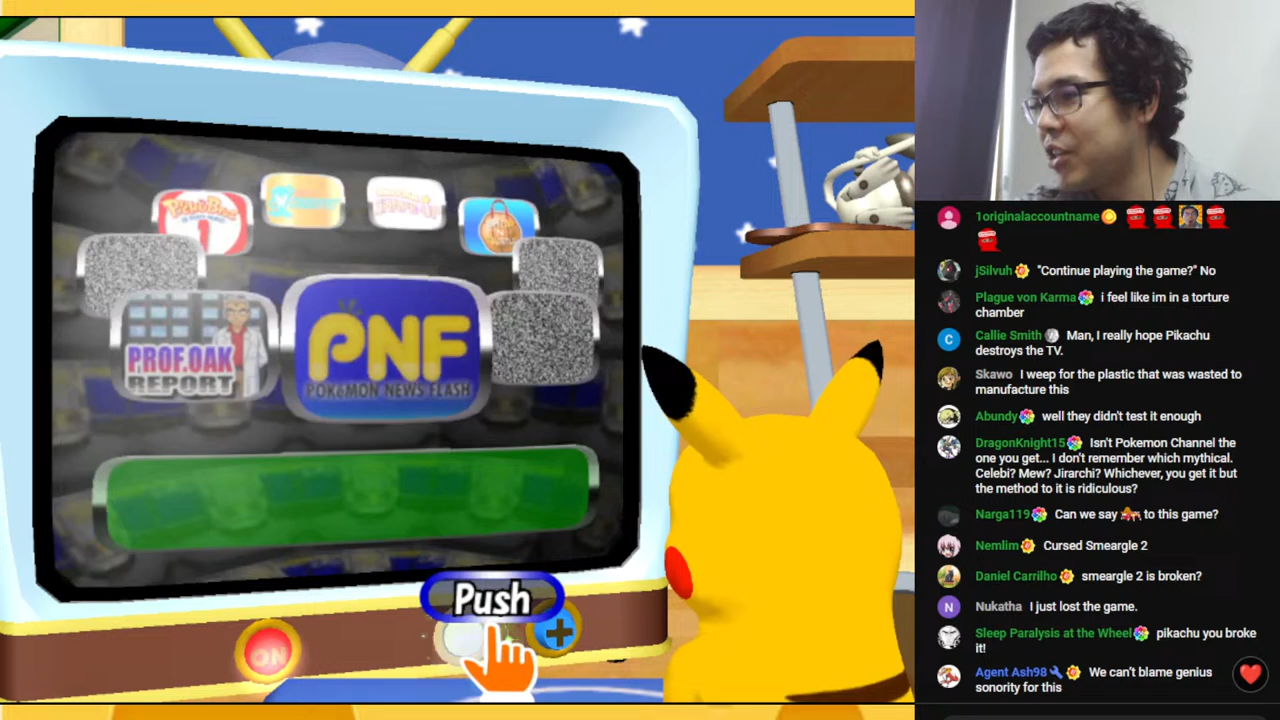 PROF.OAK
REPORT
PNF
POKéMON NEWS FLASH
Push
NO
1originalaccountname
jSilvuh "Continue playing the game?" No
Plague von Karma i feel like im in a torture
chamber
Callie Smith Man, I really hope Pikachu
destroys the TV.
Skawo I weep for the plastic that was wasted to
manufacture this
Abundy well they didn't test it enough
DragonKnight15 Isn't Pokemon Channel the
one you get... I don't remember which mythical.
Celebi? Mew? Jirarchi? Whichever, you get it but
the method to it is ridiculous?
Narga119 Can we say to this game?
Nemlim Cursed Smeargle 2
Daniel Carrilho smeargle 2 is broken?
N Nukatha I just lost the game.
Sleep Paralysis at the Wheel pikachu you broke
it!
Agent Ash98 We can't blame genius
sonority for this